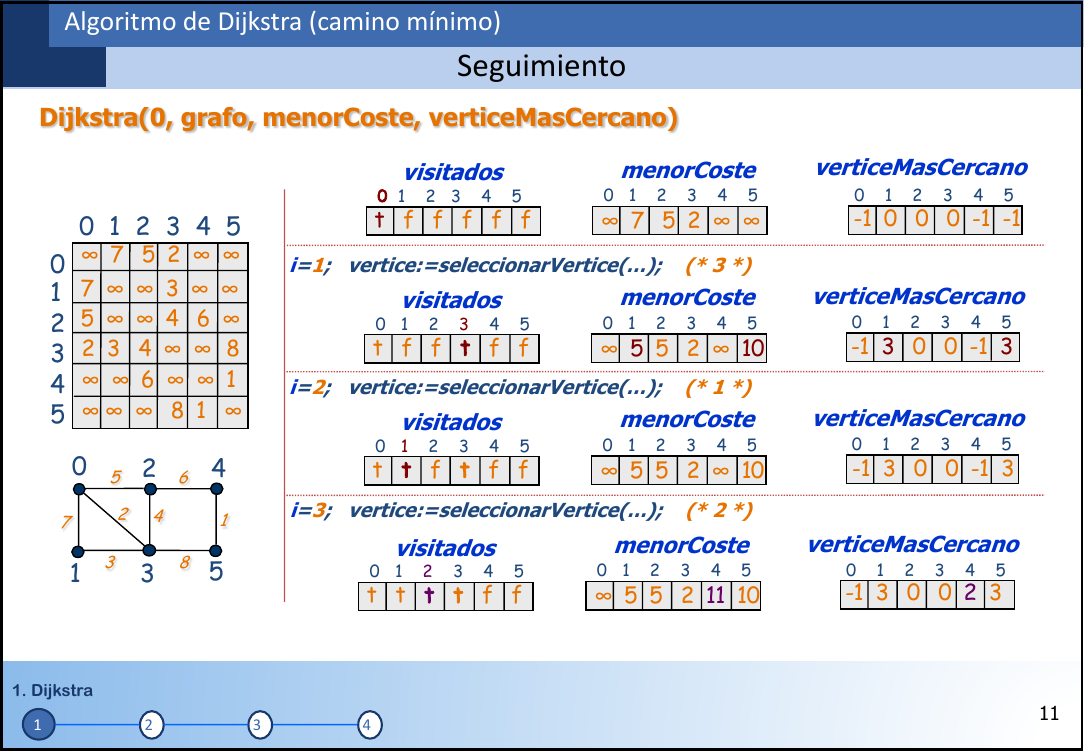 Algoritmo de Dijkstra (camino mínimo)
Seguimiento
Dijkstra(0, grafo, menorCoste, verticeMasCercano)
0 1 2 3 4 5
0 ∞ 7 5 2 ∞ ∞
1 7 ∞ ∞ 3 ∞ ∞
2 5 ∞ ∞ 4 6 ∞
3 2 3 4 ∞ ∞ 8
4 ∞ ∞ 6 ∞ ∞ 1
5 ∞ ∞ ∞ 8 1 ∞
0 2 4
5 6
7 2 4 1
3 8
1 3 5
visitados menorCoste verticeMasCercano
0 1 2 3 4 5 0 1 2 3 4 5 0 1 2 3 4 5
t f f f f f ∞ 7 5 2 ∞ ∞ -1 0 0 0 -1 -1
i=1; vertice:=seleccionarVertice(...); (* 3 *)
visitados menorCoste verticeMasCercano
0 1 2 3 4 5 0 1 2 3 4 5 0 1 2 3 4 5
t f f t f f ∞ 5 5 2 ∞ 10 -1 3 0 0 -1 3
i=2; vertice:=seleccionarVertice(...); (* 1 *)
visitados menorCoste verticeMasCercano
0 1 2 3 4 5 0 1 2 3 4 5 0 1 2 3 4 5
t t f t f f ∞ 5 5 2 ∞ 10 -1 3 0 0 -1 3
i=3; vertice:=seleccionarVertice(...); (* 2 *)
visitados menorCoste verticeMasCercano
0 1 2 3 4 5 0 1 2 3 4 5 0 1 2 3 4 5
t t t t f f ∞ 5 5 2 11 10 -1 3 0 0 2 3
1. Dijkstra
1 2 3 4
11